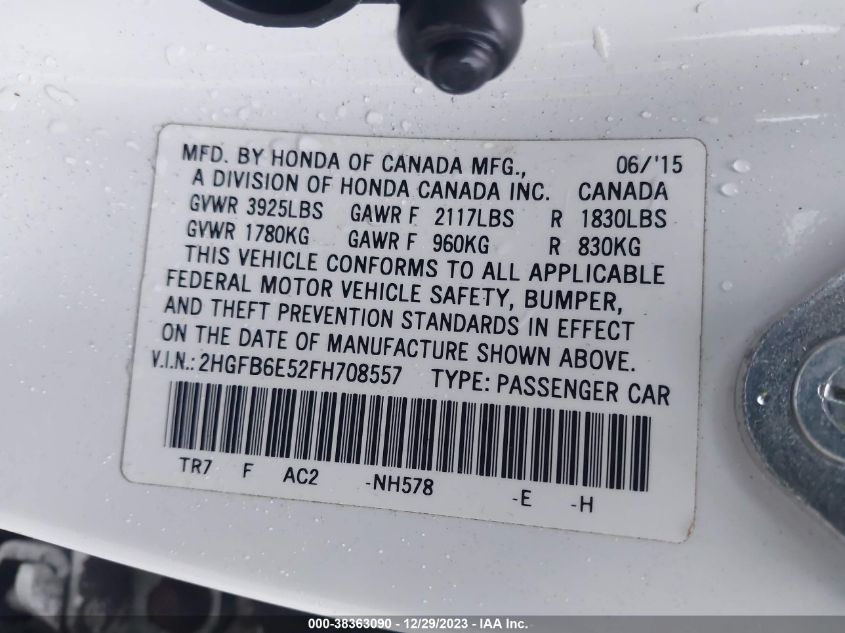 MFD. BY HONDA OF CANADA MFG., 06/'15
A DIVISION OF HONDA CANADA INC. CANADA
GVWR 3925LBS GAWR F 2117LBS R 1830LBS
GVWR 1780KG GAWR F 960KG R 830KG
THIS VEHICLE CONFORMS TO ALL APPLICABLE
FEDERAL MOTOR VEHICLE SAFETY, BUMPER,
AND THEFT PREVENTION STANDARDS IN EFFECT
ON THE DATE OF MANUFACTURE SHOWN ABOVE.
V.I.N.: 2HGFB6E52FH708557 TYPE: PASSENGER CAR
TR7 F AC2 -NH578 -E -H
000-38363090 - 12/29/2023 - IAA Inc.